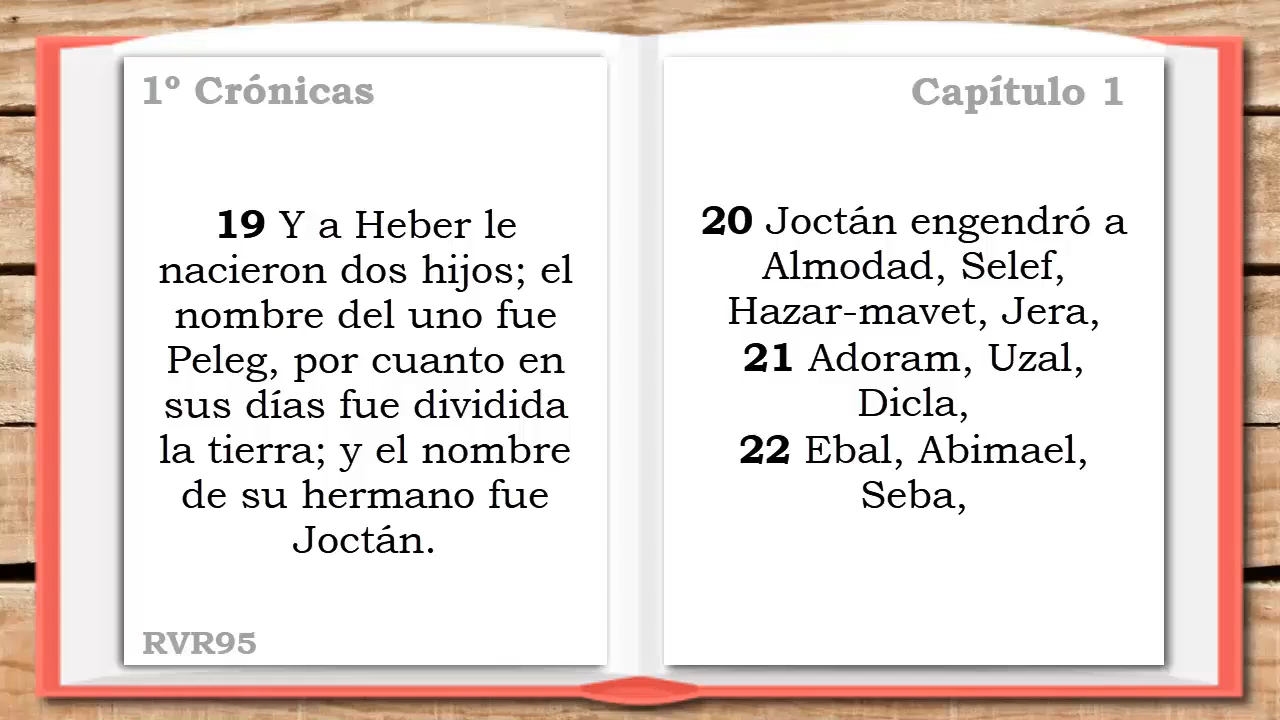 1º Crónicas
19 Y a Heber le
nacieron dos hijos; el
nombre del uno fue
Peleg, por cuanto en
sus días fue dividida
la tierra; y el nombre
de su hermano fue
Joctán.
RVR95
Capítulo 1
20 Joctán engendró a
Almodad, Selef,
Hazar-mavet, Jera,
21 Adoram, Uzal,
Dicla,
22 Ebal, Abimael,
Seba,